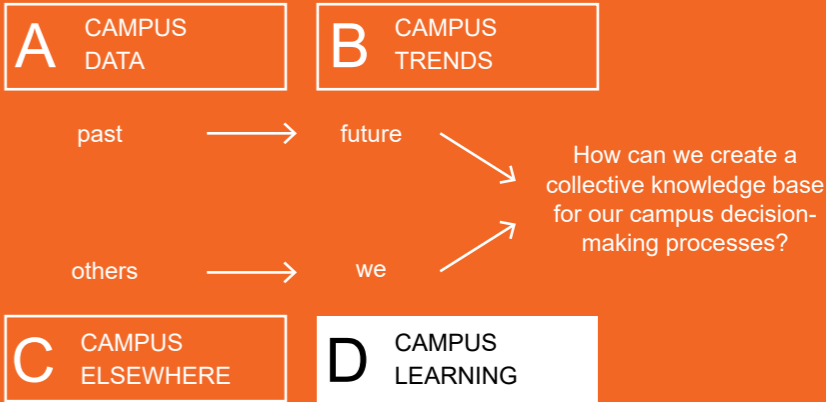 A CAMPUS
DATA
B CAMPUS
TRENDS
past
future
How can we create a
collective knowledge base
for our campus decision-
making processes?
others
we
C CAMPUS
ELSEWHERE
D CAMPUS
LEARNING